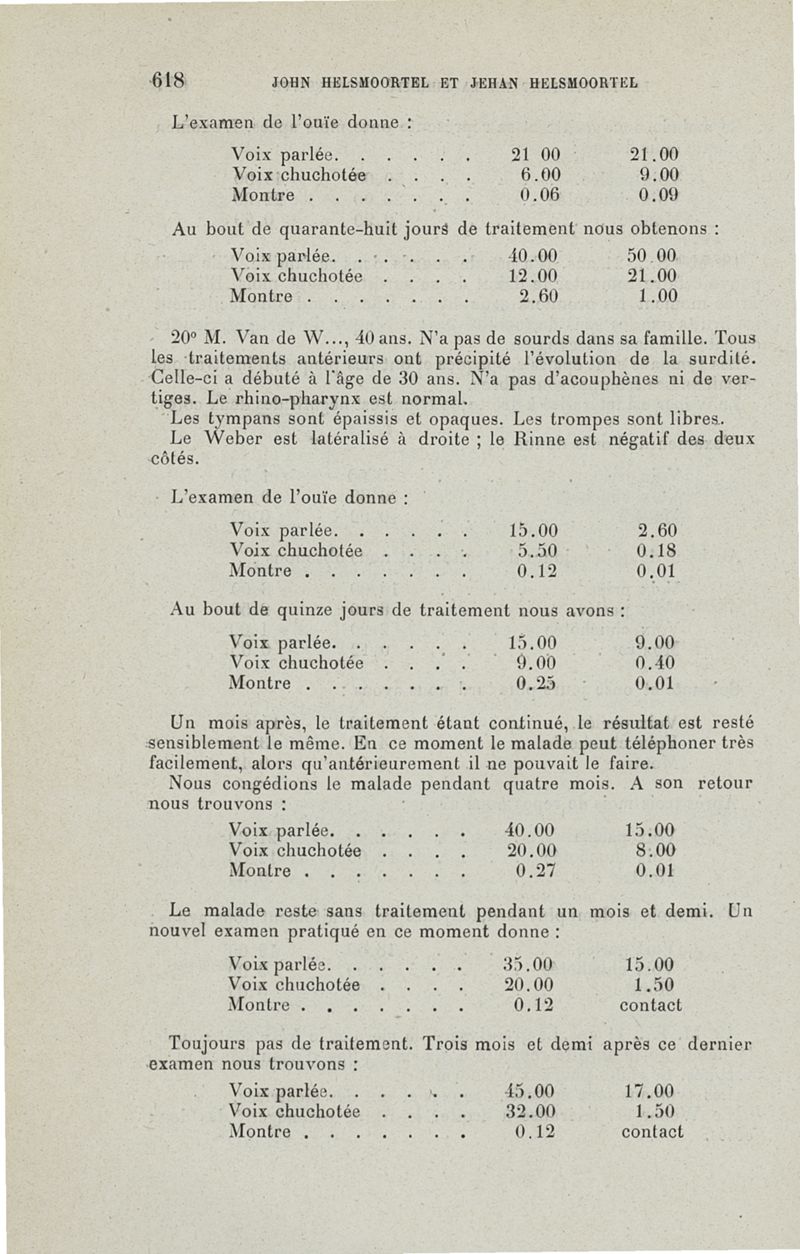 618 JOHN HELSMOORTEL ET JEHAN HELSMOORTEL
L'examen de l'ouïe donne :
Voix parlée. . . . . . 21 00 21.00
Voix chuchotée . . . . 6.00 9.00
Montre . . . . . . . 0.06 0.09
Au bout de quarante-huit jours de traitement nous obtenons :
Voix parlée. . . . . . 40.00 50.00
Voix chuchotée . . . . 12.00 21.00
Montre . . . . . . . 2.60 1.00
20° M. Van de W..., 40 ans. N'a pas de sourds dans sa famille. Tous
les traitements antérieurs ont précipité l'évolution de la surdité.
Celle-ci a débuté à l'âge de 30 ans. N'a pas d'acouphènes ni de ver-
tiges. Le rhino-pharynx est normal.
Les tympans sont épaissis et opaques. Les trompes sont libres.
Le Weber est latéralisé à droite ; le Rinne est négatif des deux
côtés.
L'examen de l'ouïe donne :
Voix parlée. . . . . . 15.00 2.60
Voix chuchotée . . . . 5.50 0.18
Montre . . . . . . . 0.12 0.01
Au bout de quinze jours de traitement nous avons :
Voix parlée. . . . . . 15.00 9.00
Voix chuchotée . . . . 9.00 0.40
Montre . . . . . . . 0.25 0.01
Un mois après, le traitement étant continué, le résultat est resté
sensiblement le même. En ce moment le malade peut téléphoner très
facilement, alors qu'antérieurement il ne pouvait le faire.
Nous congédions le malade pendant quatre mois. A son retour
nous trouvons :
Voix parlée. . . . . . 40.00 15.00
Voix chuchotée . . . . 20.00 8.00
Montre . . . . . . . 0.27 0.01
Le malade reste sans traitement pendant un mois et demi. Un
nouvel examen pratiqué en ce moment donne :
Voix parlée. . . . . . 35.00 15.00
Voix chuchotée . . . . 20.00 1.50
Montre . . . . . . . 0.12 contact
Toujours pas de traitement. Trois mois et demi après ce dernier
examen nous trouvons :
Voix parlée. . . . . . 45.00 17.00
Voix chuchotée . . . . 32.00 1.50
Montre . . . . . . . 0.12 contact